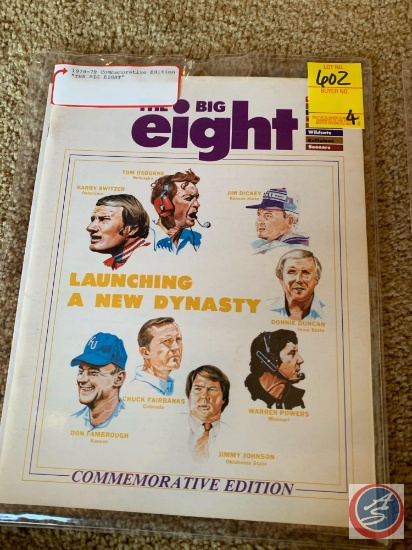 1978-79 Commemorative Edition
"THE BIG EIGHT"
LOT NO.
602
BUYER NO.
4
THE BIG
eight
Wildcats
Sooners
TOM OSBORNE
Nebraska
BARRY SWITZER
Oklahoma
JIM DICKEY
Kansas State
LAUNCHING
A NEW DYNASTY
DONNIE DUNCAN
Iowa State
KU
CHUCK FAIRBANKS
Colorado
WARREN POWERS
Missouri
DON FAMBROUGH
Kansas
JIMMY JOHNSON
Oklahoma State
COMMEMORATIVE EDITION
AS